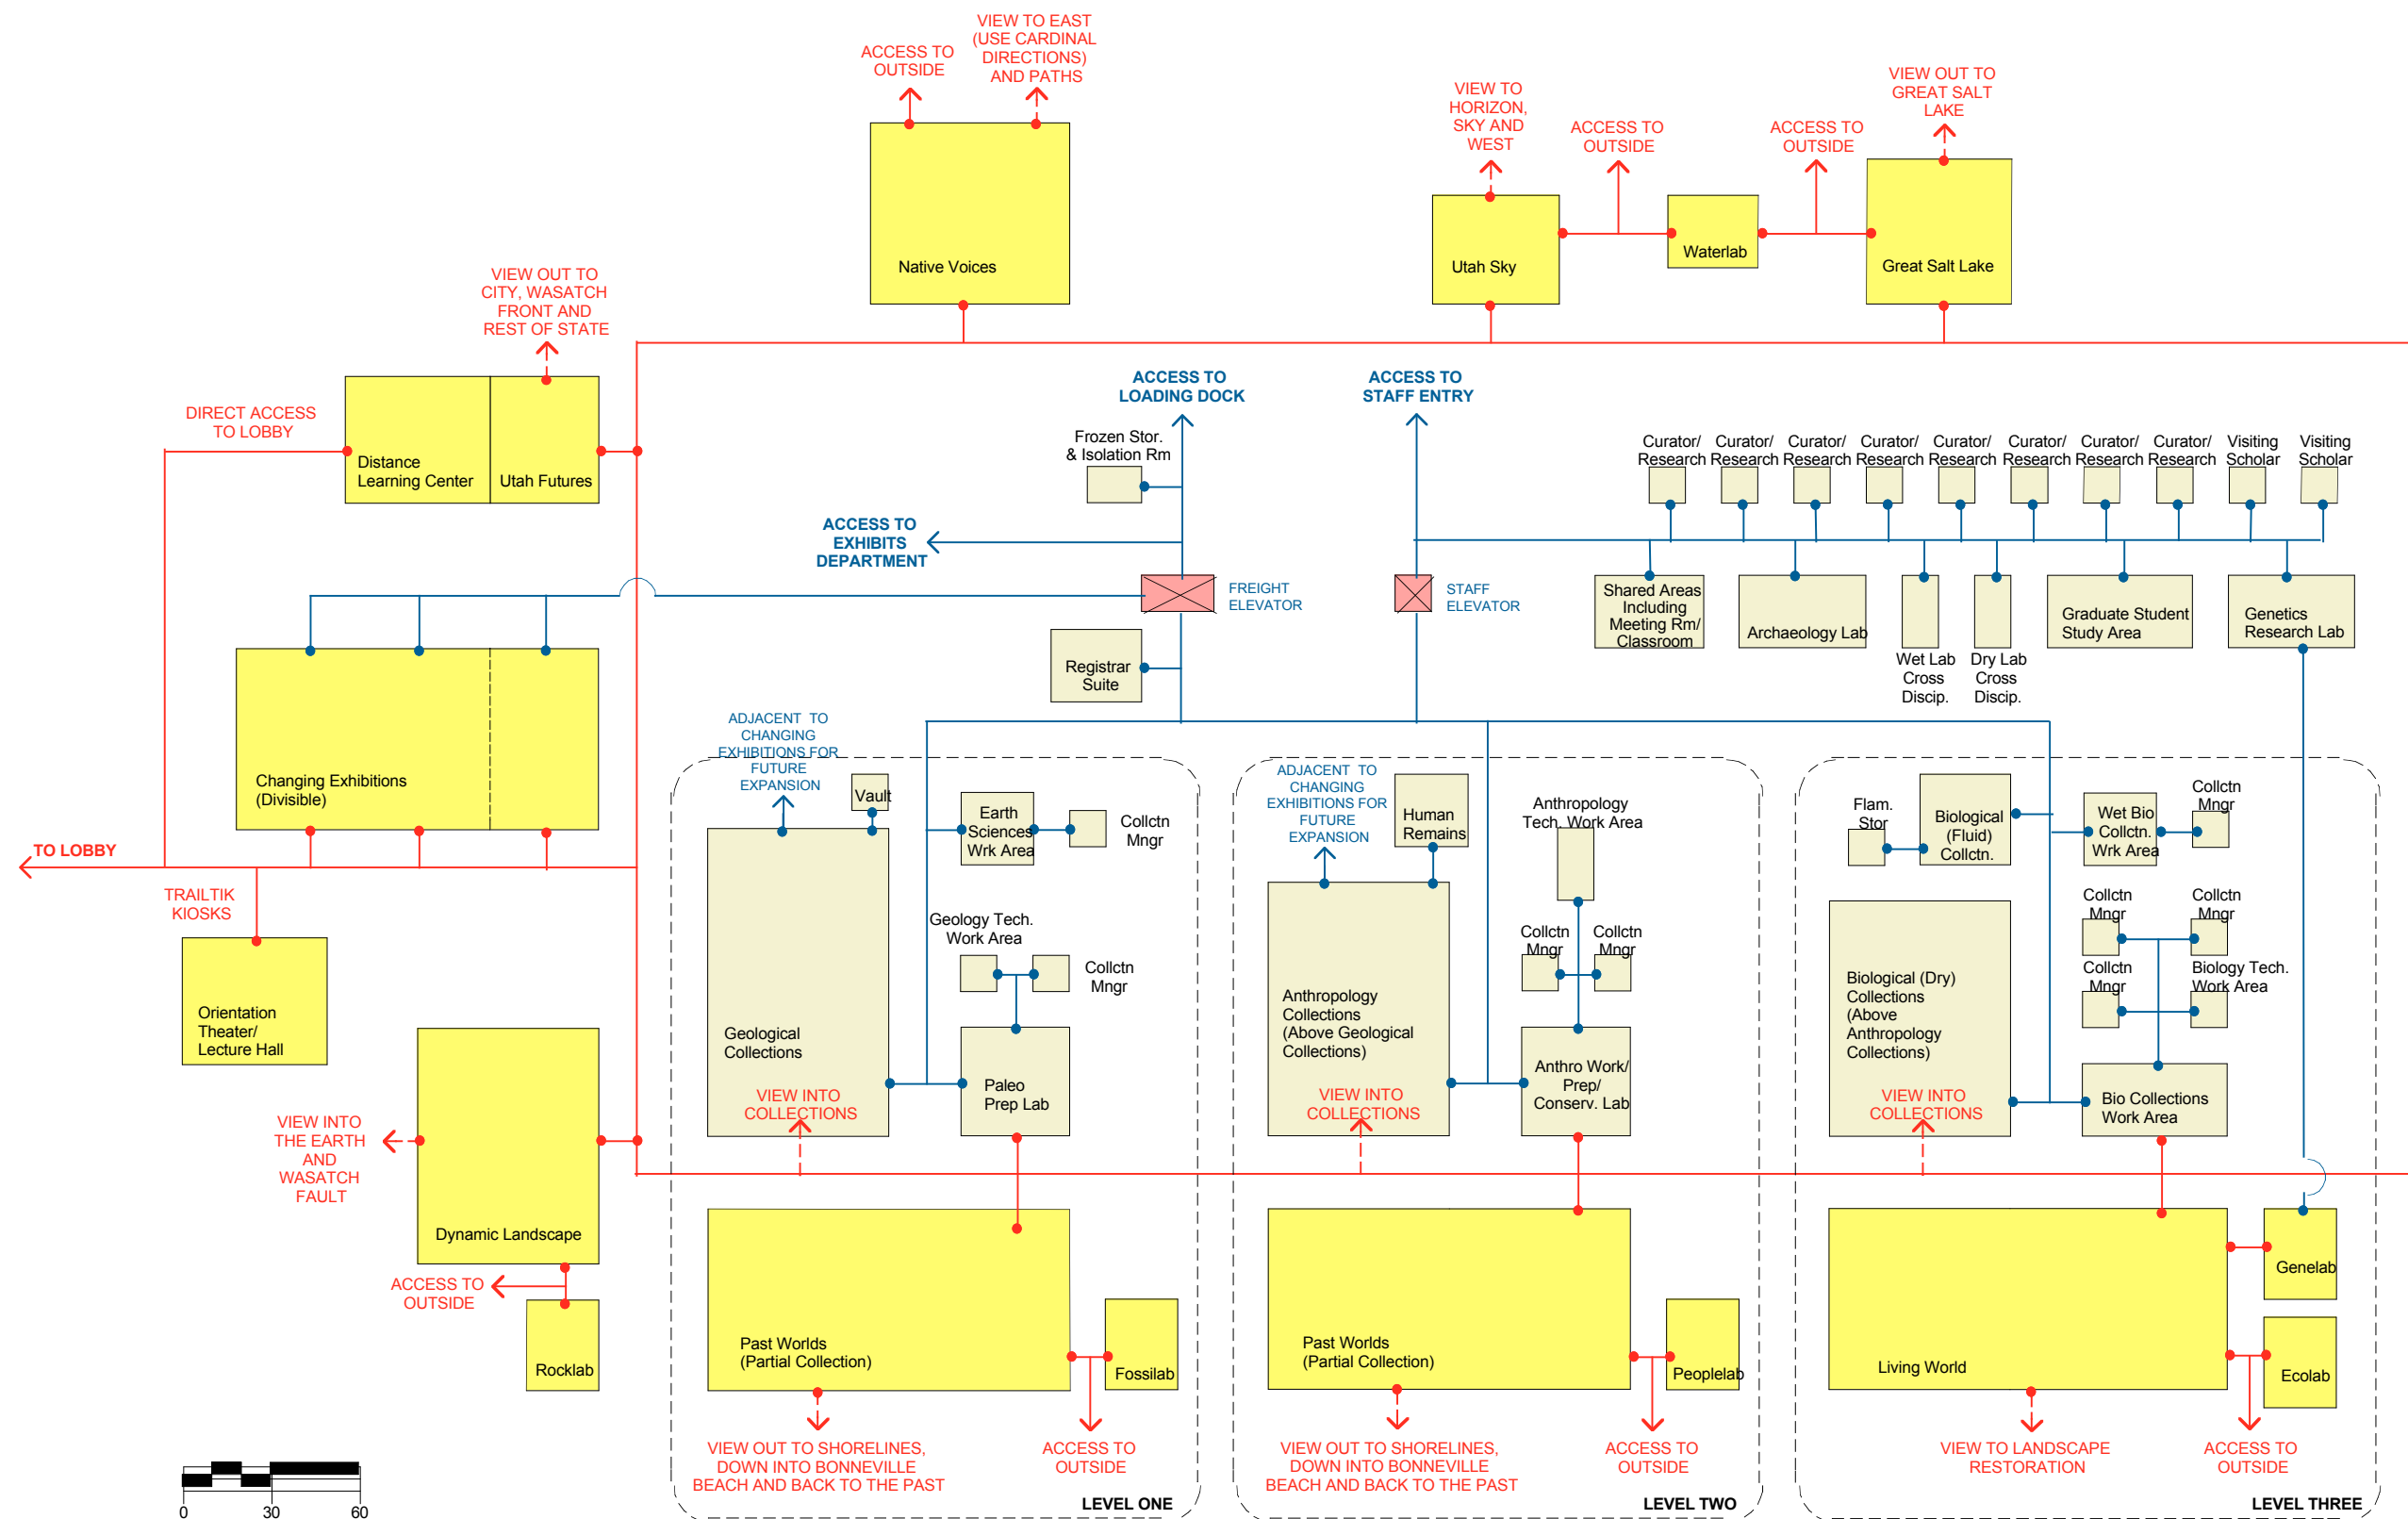 VIEW TO EAST
(USE CARDINAL
DIRECTIONS)
AND PATHS
ACCESS TO
OUTSIDE
VIEW TO
HORIZON,
SKY AND
WEST
ACCESS TO
OUTSIDE
ACCESS TO
OUTSIDE
VIEW OUT TO
GREAT SALT
LAKE
Native Voices
Utah Sky
Waterlab
Great Salt Lake
VIEW OUT TO
CITY, WASATCH
FRONT AND
REST OF STATE
DIRECT ACCESS
TO LOBBY
Distance
Learning Center
Utah Futures
ACCESS TO
LOADING DOCK
ACCESS TO
STAFF ENTRY
Frozen Stor.
& Isolation Rm
ACCESS TO
EXHIBITS
DEPARTMENT
Curator/
Research
Curator/
Research
Curator/
Research
Curator/
Research
Curator/
Research
Curator/
Research
Curator/
Research
Curator/
Research
Visiting
Scholar
Visiting
Scholar
FREIGHT
ELEVATOR
STAFF
ELEVATOR
Shared Areas
Including
Meeting Rm/
Classroom
Archaeology Lab
Wet Lab
Cross
Discip.
Dry Lab
Cross
Discip.
Graduate Student
Study Area
Genetics
Research Lab
Registrar
Suite
Changing Exhibitions
(Divisible)
TO LOBBY
TRAILTIK
KIOSKS
Orientation
Theater/
Lecture Hall
VIEW INTO
THE EARTH
AND
WASATCH
FAULT
Dynamic Landscape
ACCESS TO
OUTSIDE
Rocklab
ADJACENT TO
CHANGING
EXHIBITIONS FOR
FUTURE
EXPANSION
Vault
Earth
Sciences
Wrk Area
Collctn
Mngr
Geology Tech.
Work Area
Collctn
Mngr
Geological
Collections
VIEW INTO
COLLECTIONS
Paleo
Prep Lab
Past Worlds
(Partial Collection)
Fossilab
VIEW OUT TO SHORELINES,
DOWN INTO BONNEVILLE
BEACH AND BACK TO THE PAST
ACCESS TO
OUTSIDE
LEVEL ONE
ADJACENT TO
CHANGING
EXHIBITIONS FOR
FUTURE
EXPANSION
Human
Remains
Anthropology
Tech. Work Area
Collctn
Mngr
Collctn
Mngr
Anthropology
Collections
(Above Geological
Collections)
VIEW INTO
COLLECTIONS
Anthro Work/
Prep/
Conserv. Lab
Past Worlds
(Partial Collection)
Peoplelab
VIEW OUT TO SHORELINES,
DOWN INTO BONNEVILLE
BEACH AND BACK TO THE PAST
ACCESS TO
OUTSIDE
LEVEL TWO
Flam.
Stor
Biological
(Fluid)
Collctn.
Wet Bio
Collctn.
Wrk Area
Collctn
Mngr
Collctn
Mngr
Collctn
Mngr
Collctn
Mngr
Biology Tech.
Work Area
Biological (Dry)
Collections
(Above
Anthropology
Collections)
VIEW INTO
COLLECTIONS
Bio Collections
Work Area
Living World
Genelab
Ecolab
VIEW TO LANDSCAPE
RESTORATION
ACCESS TO
OUTSIDE
LEVEL THREE
0 30 60